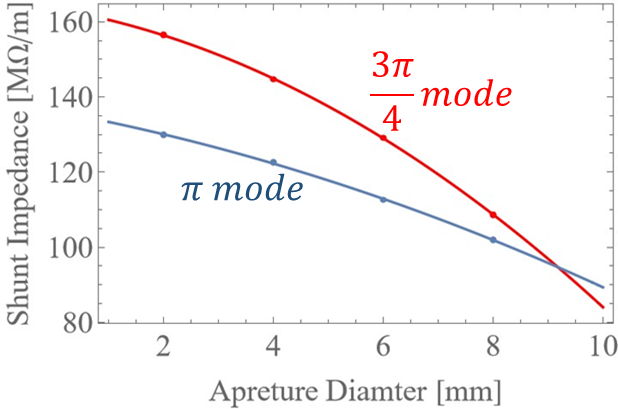 Shunt Impedance [MΩ/m]
160
140
120
100
80
3π/4 mode
π mode
2
4
6
8
10
Apreture Diamter [mm]